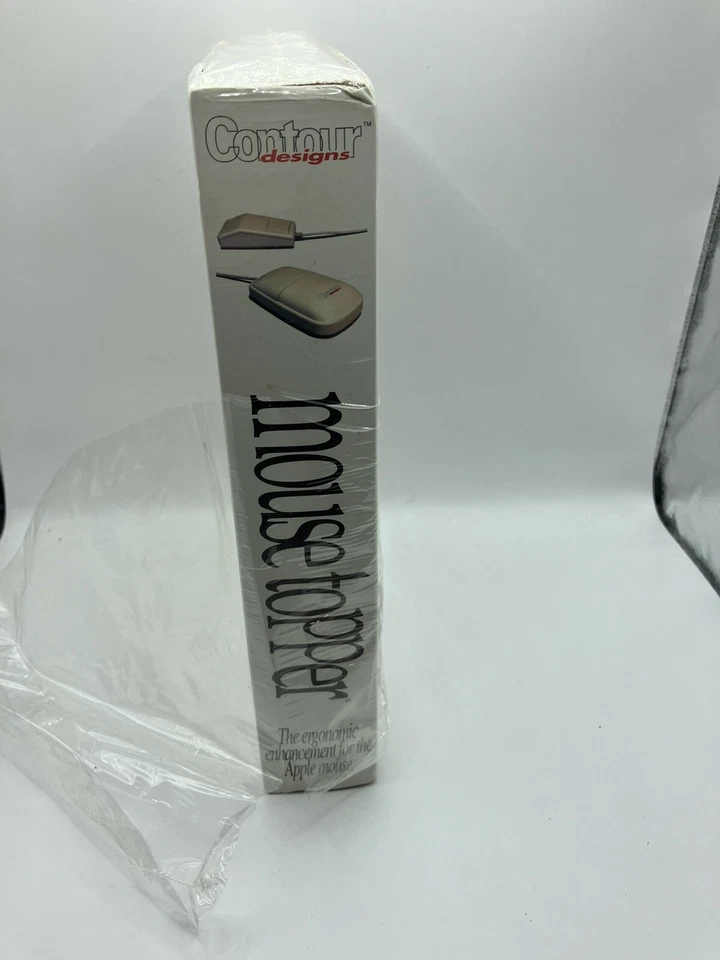 Contour™
designs
mouse topper
The ergonomic
enhancement for the
Apple mouse